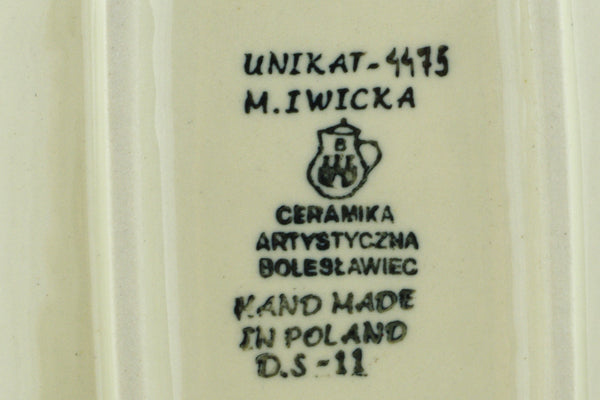 UNIKAT-4475
M.IWICKA
B
CERAMIKA
ARTYSTYCZNA
BOLESŁAWIEC
HAND MADE
IN POLAND
D.S-11